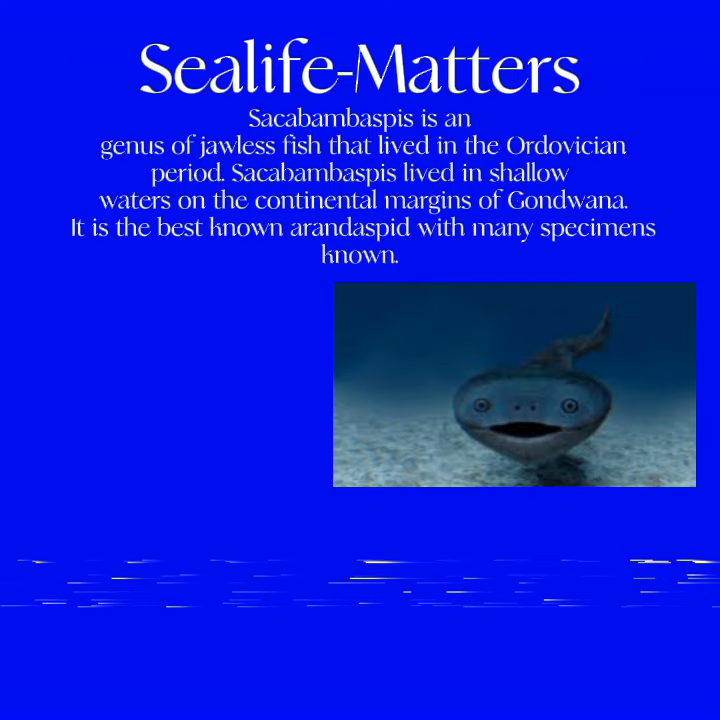 Sealife-Matters
Sacabambaspis is an
genus of jawless fish that lived in the Ordovician
period. Sacabambaspis lived in shallow
waters on the continental margins of Gondwana.
It is the best known arandaspid with many specimens
known.